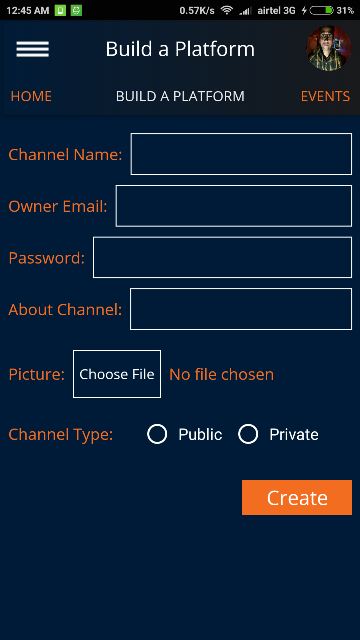 12:45 AM 0.57K/s airtel 3G 31%
Build a Platform
HOME BUILD A PLATFORM EVENTS
Channel Name:
Owner Email:
Password:
About Channel:
Picture: Choose File No file chosen
Channel Type: Public Private
Create